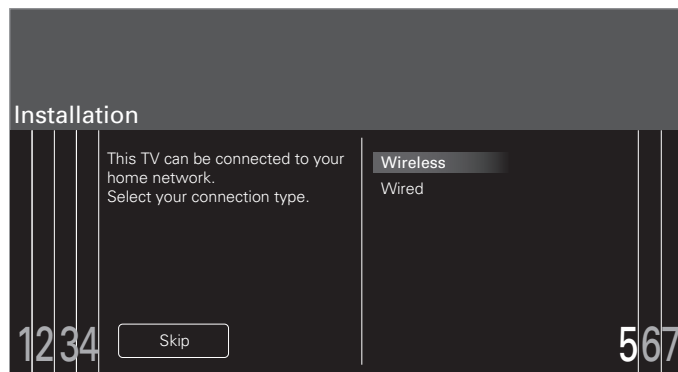 Installation
This TV can be connected to your
home network.
Select your connection type.
Wireless
Wired
Skip
1234
567